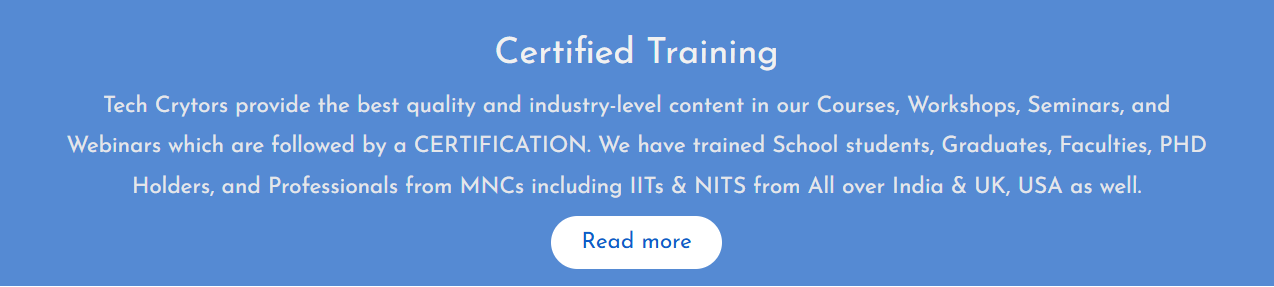 Certified Training
Tech Crytors provide the best quality and industry-level content in our Courses, Workshops, Seminars, and
Webinars which are followed by a CERTIFICATION. We have trained School students, Graduates, Faculties, PHD
Holders, and Professionals from MNCs including IITs & NITS from All over India & UK, USA as well.
Read more